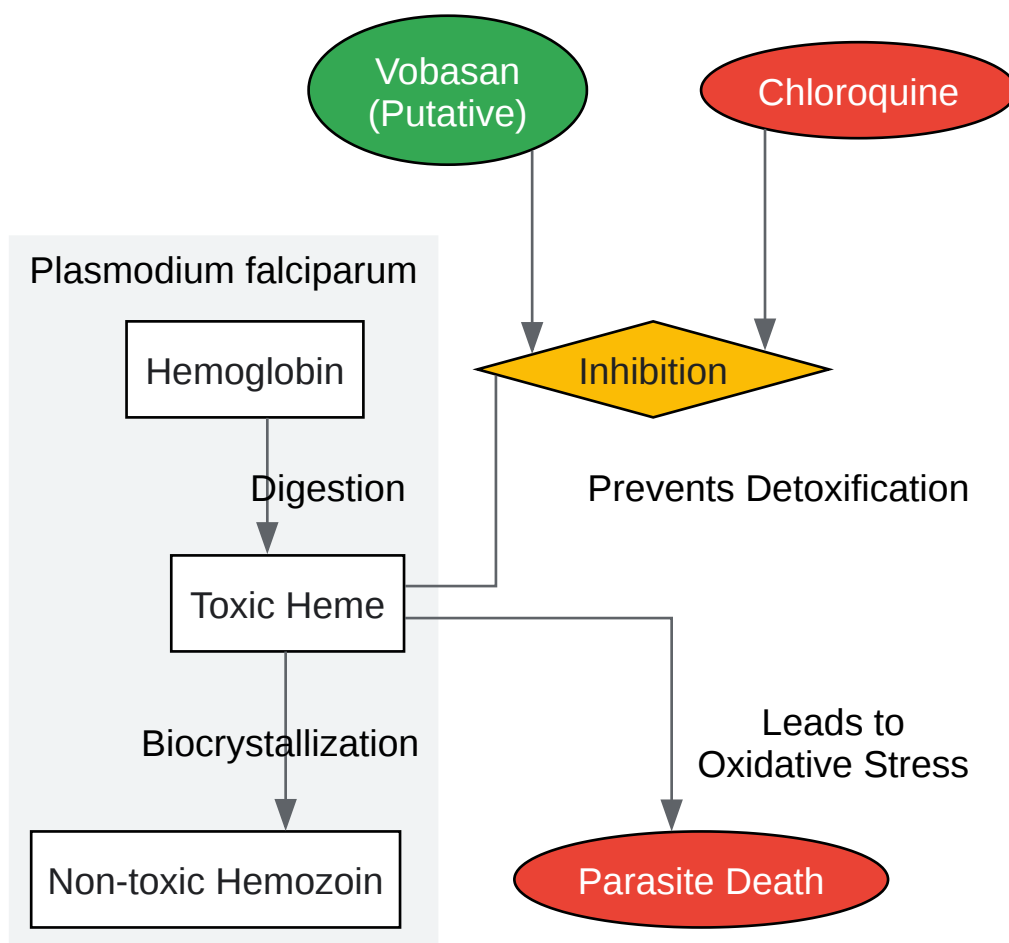 Vobasan
(Putative)
Chloroquine
Plasmodium falciparum
Hemoglobin
Inhibition
Digestion
Prevents Detoxification
Toxic Heme
Biocrystallization
Leads to
Oxidative Stress
Non-toxic Hemozoin
Parasite Death